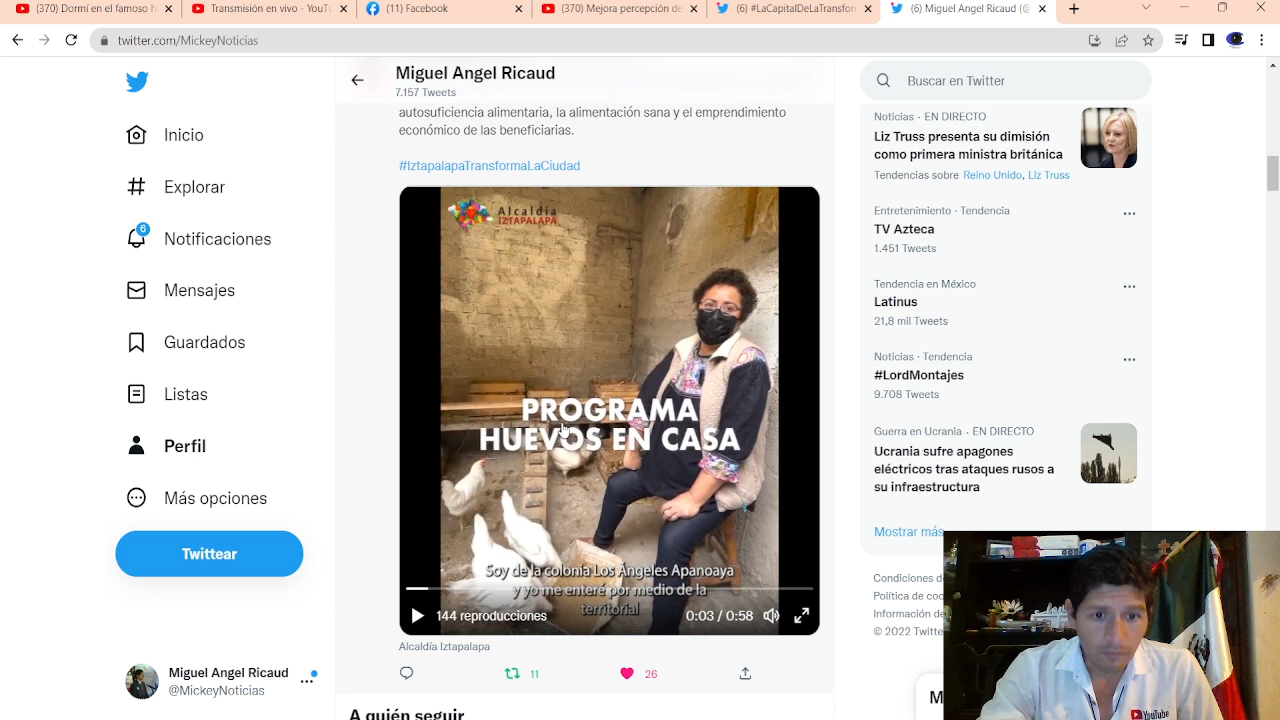 (370) Dormí en el famoso h
Transmisión en vivo - YouTu
(11) Facebook
(370) Mejora percepción de
(6) #LaCapitalDeLaTransfor
(6) Miguel Angel Ricaud (@
twitter.com/MickeyNoticias
Miguel Angel Ricaud
7.157 Tweets
Buscar en Twitter
Inicio
Explorar
6
Notificaciones
Mensajes
Guardados
Listas
Perfil
Más opciones
Twittear
Miguel Angel Ricaud
@MickeyNoticias
autosuficiencia alimentaria, la alimentación sana y el emprendimiento
económico de las beneficiarias.
#IztapalapaTransformaLaCiudad
Alcaldía
IZTAPALAPA
PROGRAMA
HUEVOS EN CASA
Soy de la colonia Los Ángeles Apanoaya
y yo me enteré por medio de la
territorial
144 reproducciones
0:03 / 0:58
Alcaldía Iztapalapa
11
26
A quién seguir
Noticias · EN DIRECTO
Liz Truss presenta su dimisión
como primera ministra británica
Tendencias sobre Reino Unido, Liz Truss
Entretenimiento · Tendencia
TV Azteca
1.451 Tweets
Tendencia en México
Latinus
21,8 mil Tweets
Noticias · Tendencia
#LordMontajes
9.708 Tweets
Guerra en Ucrania · EN DIRECTO
Ucrania sufre apagones
eléctricos tras ataques rusos a
su infraestructura
Mostrar más
Condiciones d
Política de coo
Información de
© 2022 Twitte
M
YouTube